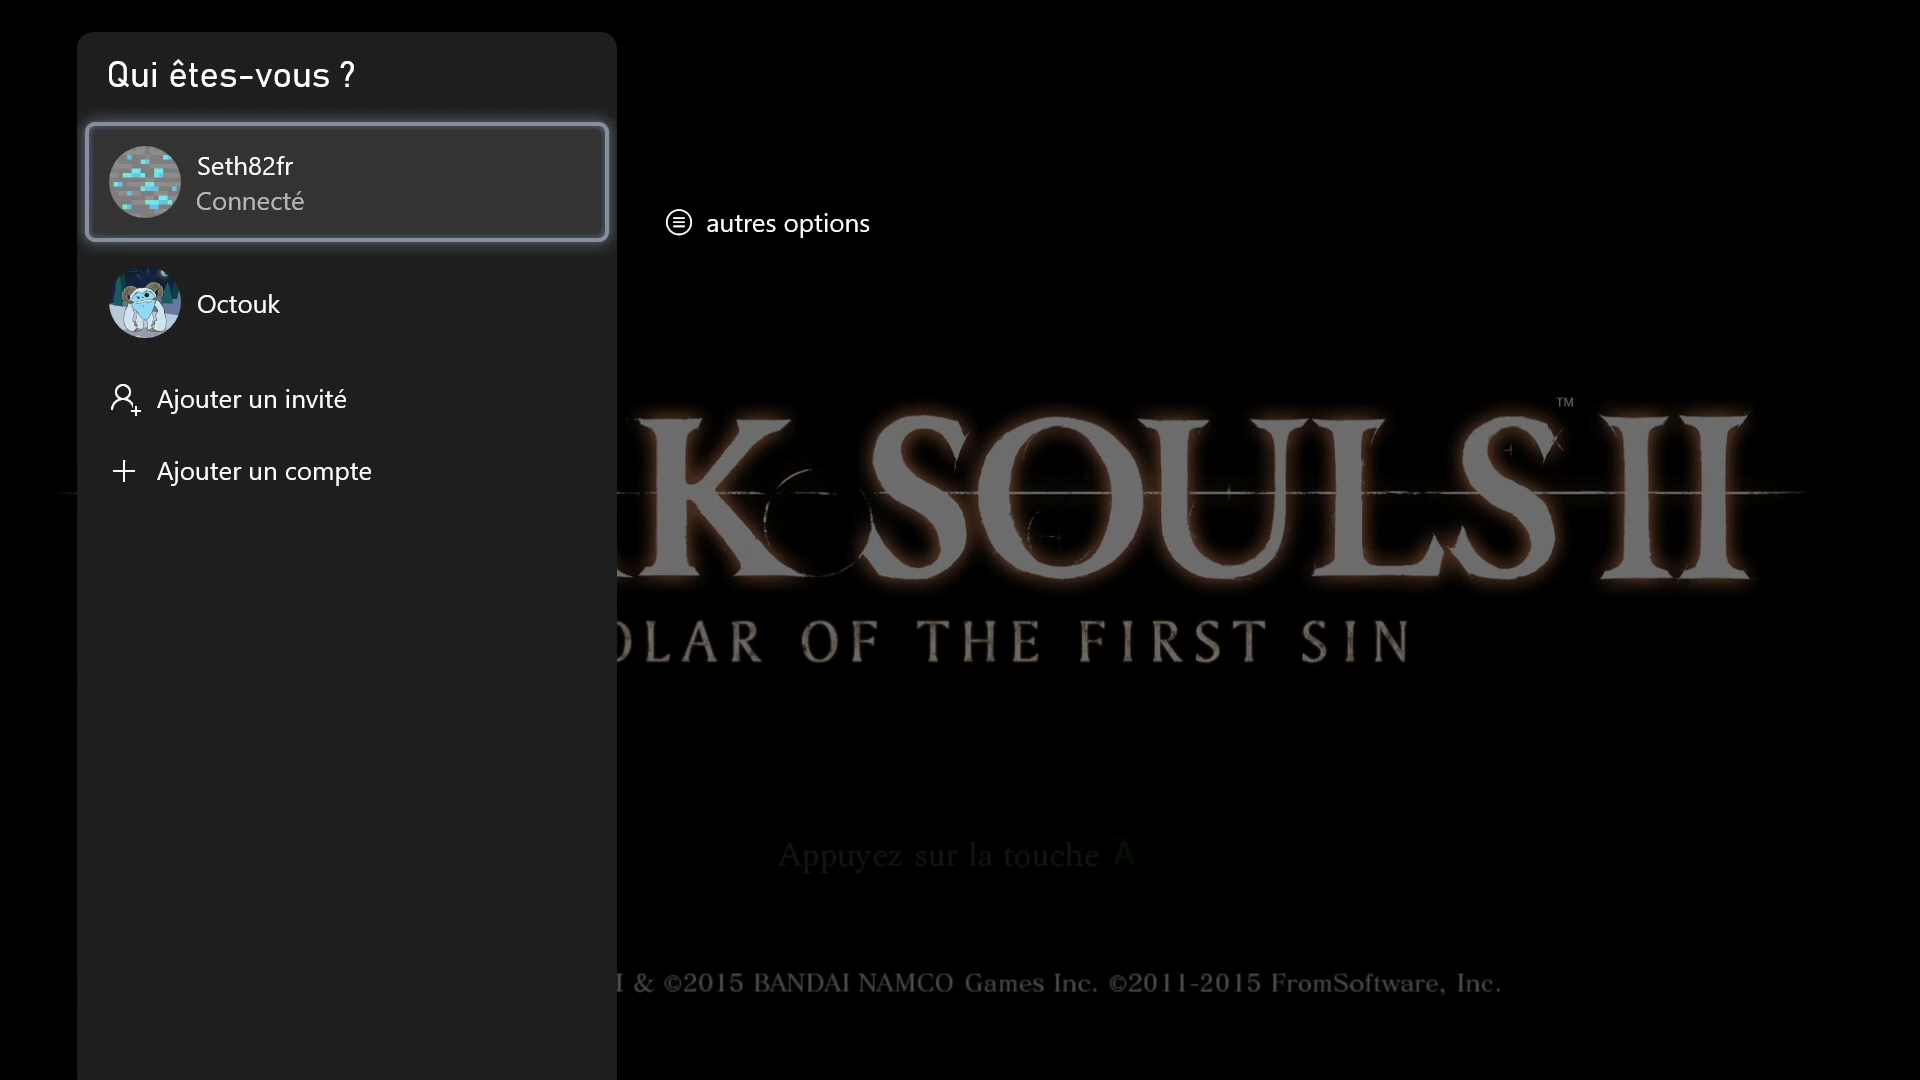 Qui êtes-vous ?
Seth82fr
Connecté
autres options
Octouk
Ajouter un invité
Ajouter un compte
K SOULS II ™
OLAR OF THE FIRST SIN
Appuyez sur la touche A
I & ©2015 BANDAI NAMCO Games Inc. ©2011-2015 FromSoftware, Inc.